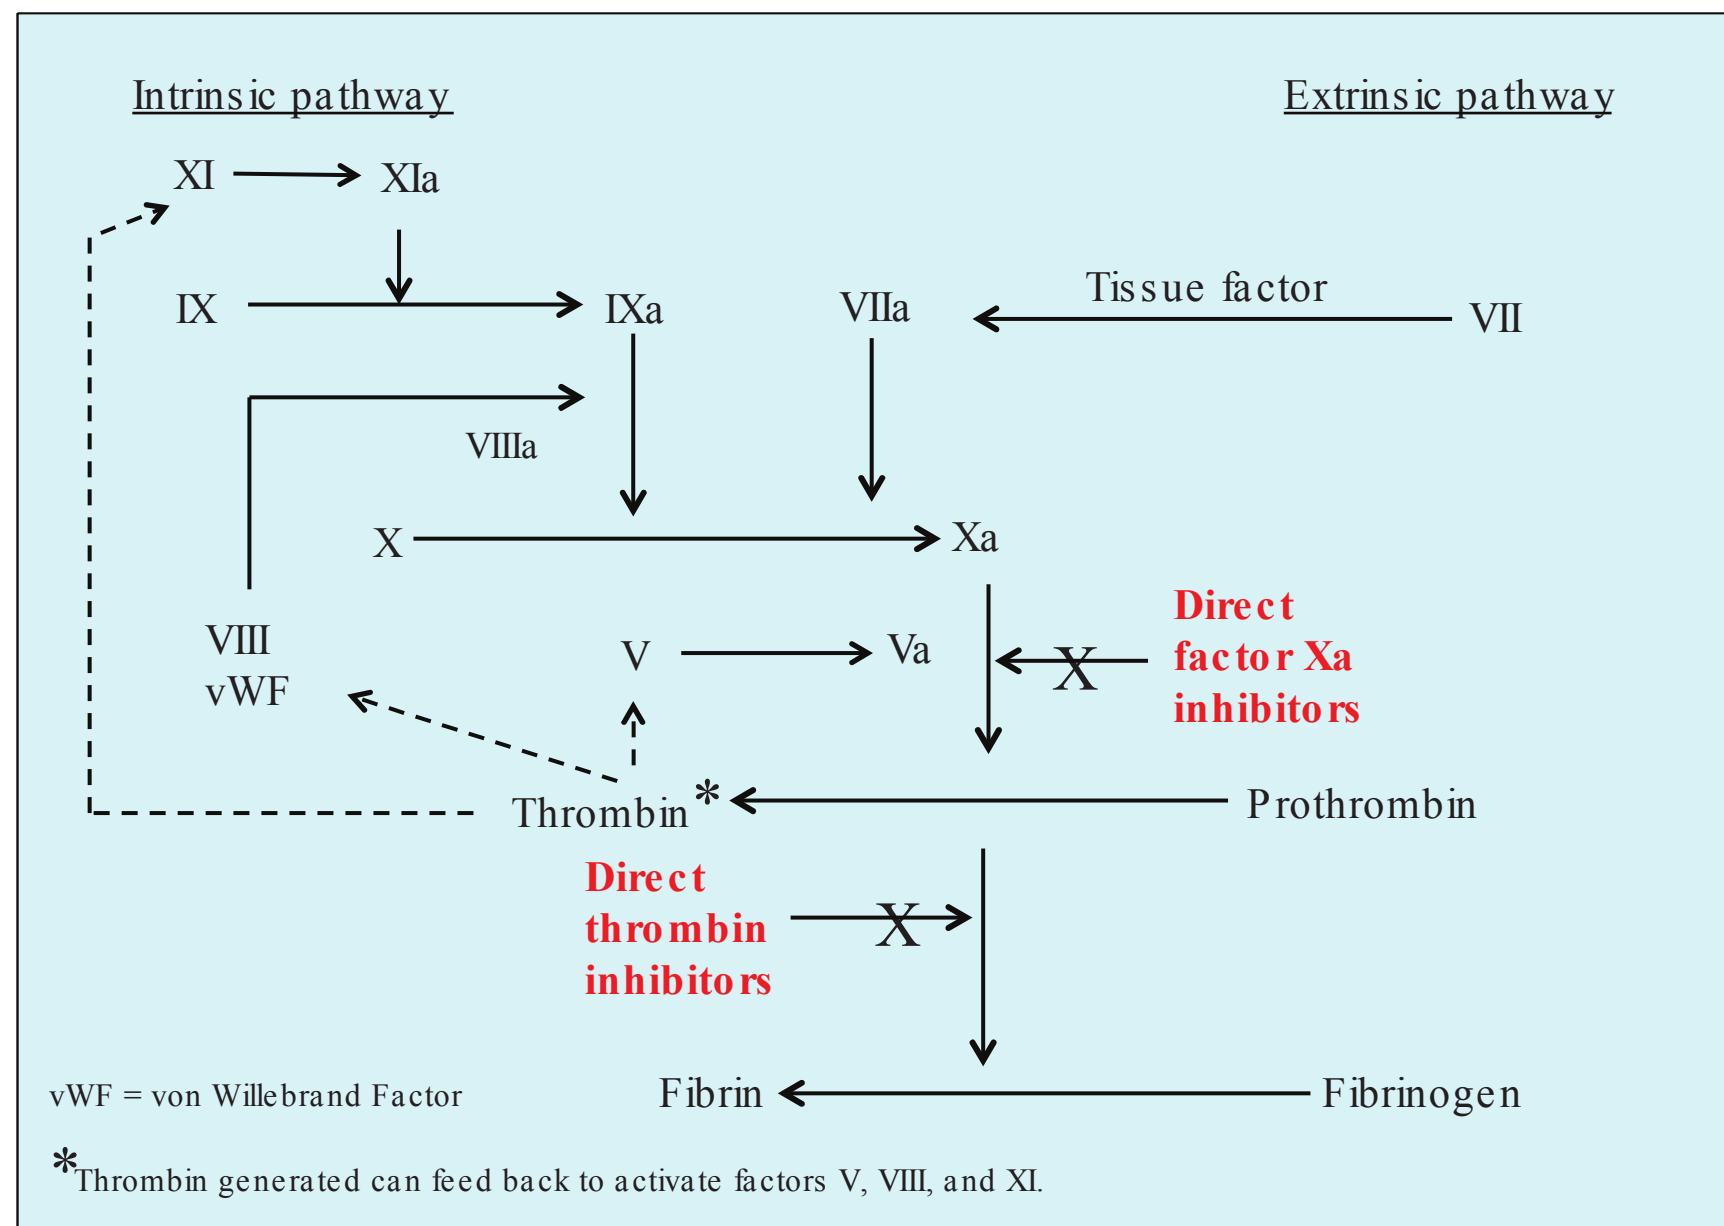 Intrinsic pathway
Extrinsic pathway
XI
XIa
IX
IXa
VIIa
Tissue factor
VII
VIIIa
X
Xa
VIII
vWF
V
Va
X
Direct
factor Xa
inhibitors
Thrombin*
Prothrombin
Direct
thrombin
inhibitors
X
vWF = von Willebrand Factor
Fibrin
Fibrinogen
*Thrombin generated can feed back to activate factors V, VIII, and XI.